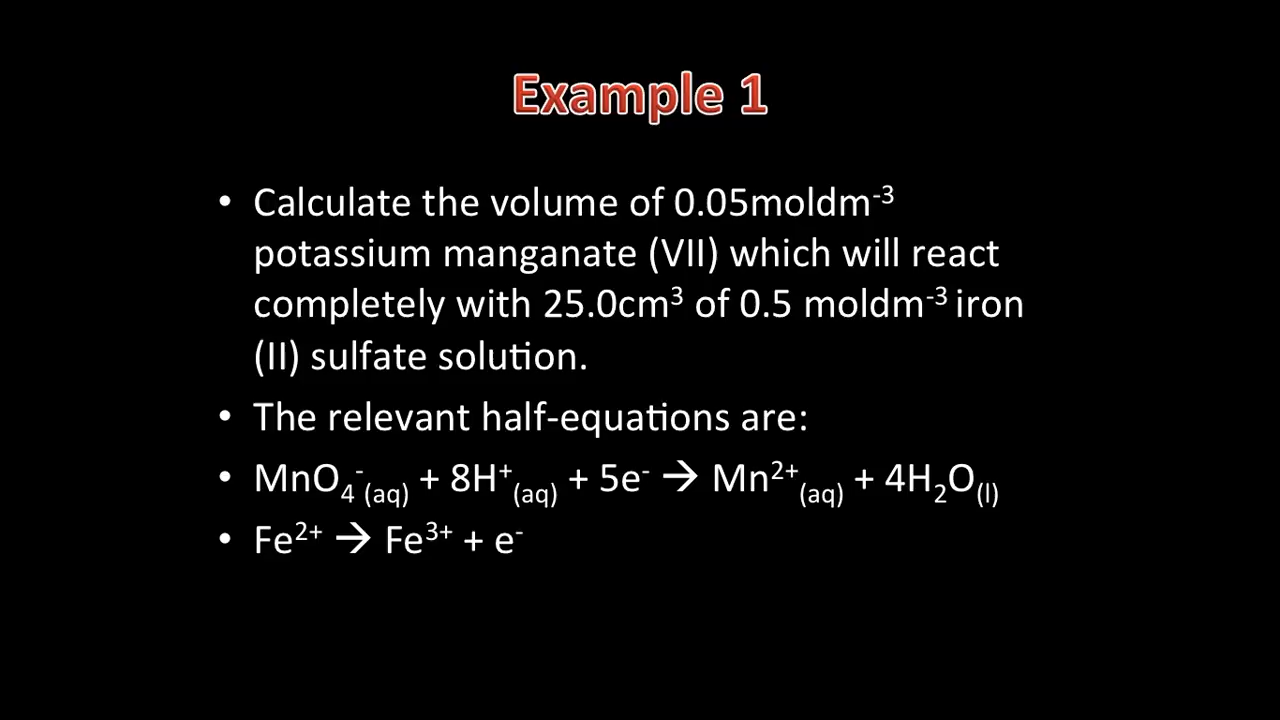 Example 1
• Calculate the volume of 0.05moldm⁻³
potassium manganate (VII) which will react
completely with 25.0cm³ of 0.5 moldm⁻³ iron
(II) sulfate solution.
• The relevant half-equations are:
• MnO₄⁻(aq) + 8H⁺(aq) + 5e⁻ → Mn²⁺(aq) + 4H₂O(l)
• Fe²⁺ → Fe³⁺ + e⁻